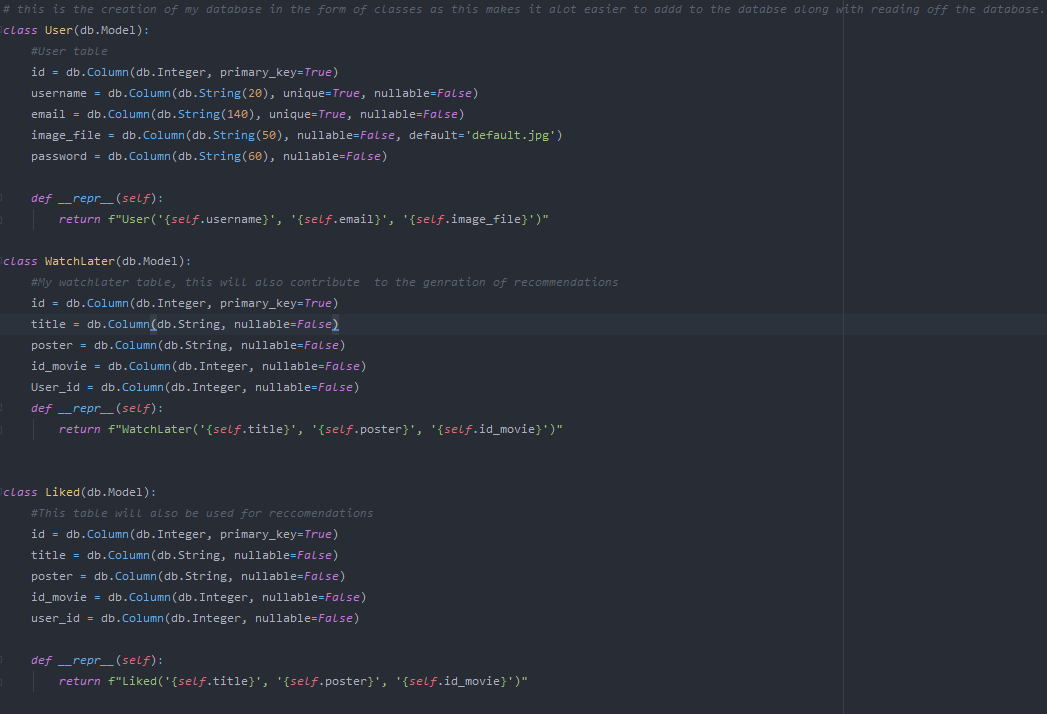 # this is the creation of my database in the form of classes as this makes it alot easier to addd to the databse along with reading off the database.
class User(db.Model):
    #User table
    id = db.Column(db.Integer, primary_key=True)
    username = db.Column(db.String(20), unique=True, nullable=False)
    email = db.Column(db.String(140), unique=True, nullable=False)
    image_file = db.Column(db.String(50), nullable=False, default='default.jpg')
    password = db.Column(db.String(60), nullable=False)
    def __repr__(self):
        return f"User('{self.username}', '{self.email}', '{self.image_file}')"
class WatchLater(db.Model):
    #My watchlater table, this will also contribute  to the genration of recommendations
    id = db.Column(db.Integer, primary_key=True)
    title = db.Column(db.String, nullable=False)
    poster = db.Column(db.String, nullable=False)
    id_movie = db.Column(db.Integer, nullable=False)
    User_id = db.Column(db.Integer, nullable=False)
    def __repr__(self):
        return f"WatchLater('{self.title}', '{self.poster}', '{self.id_movie}')"
class Liked(db.Model):
    #This table will also be used for reccomendations
    id = db.Column(db.Integer, primary_key=True)
    title = db.Column(db.String, nullable=False)
    poster = db.Column(db.String, nullable=False)
    id_movie = db.Column(db.Integer, nullable=False)
    user_id = db.Column(db.Integer, nullable=False)
    def __repr__(self):
        return f"Liked('{self.title}', '{self.poster}', '{self.id_movie}')"